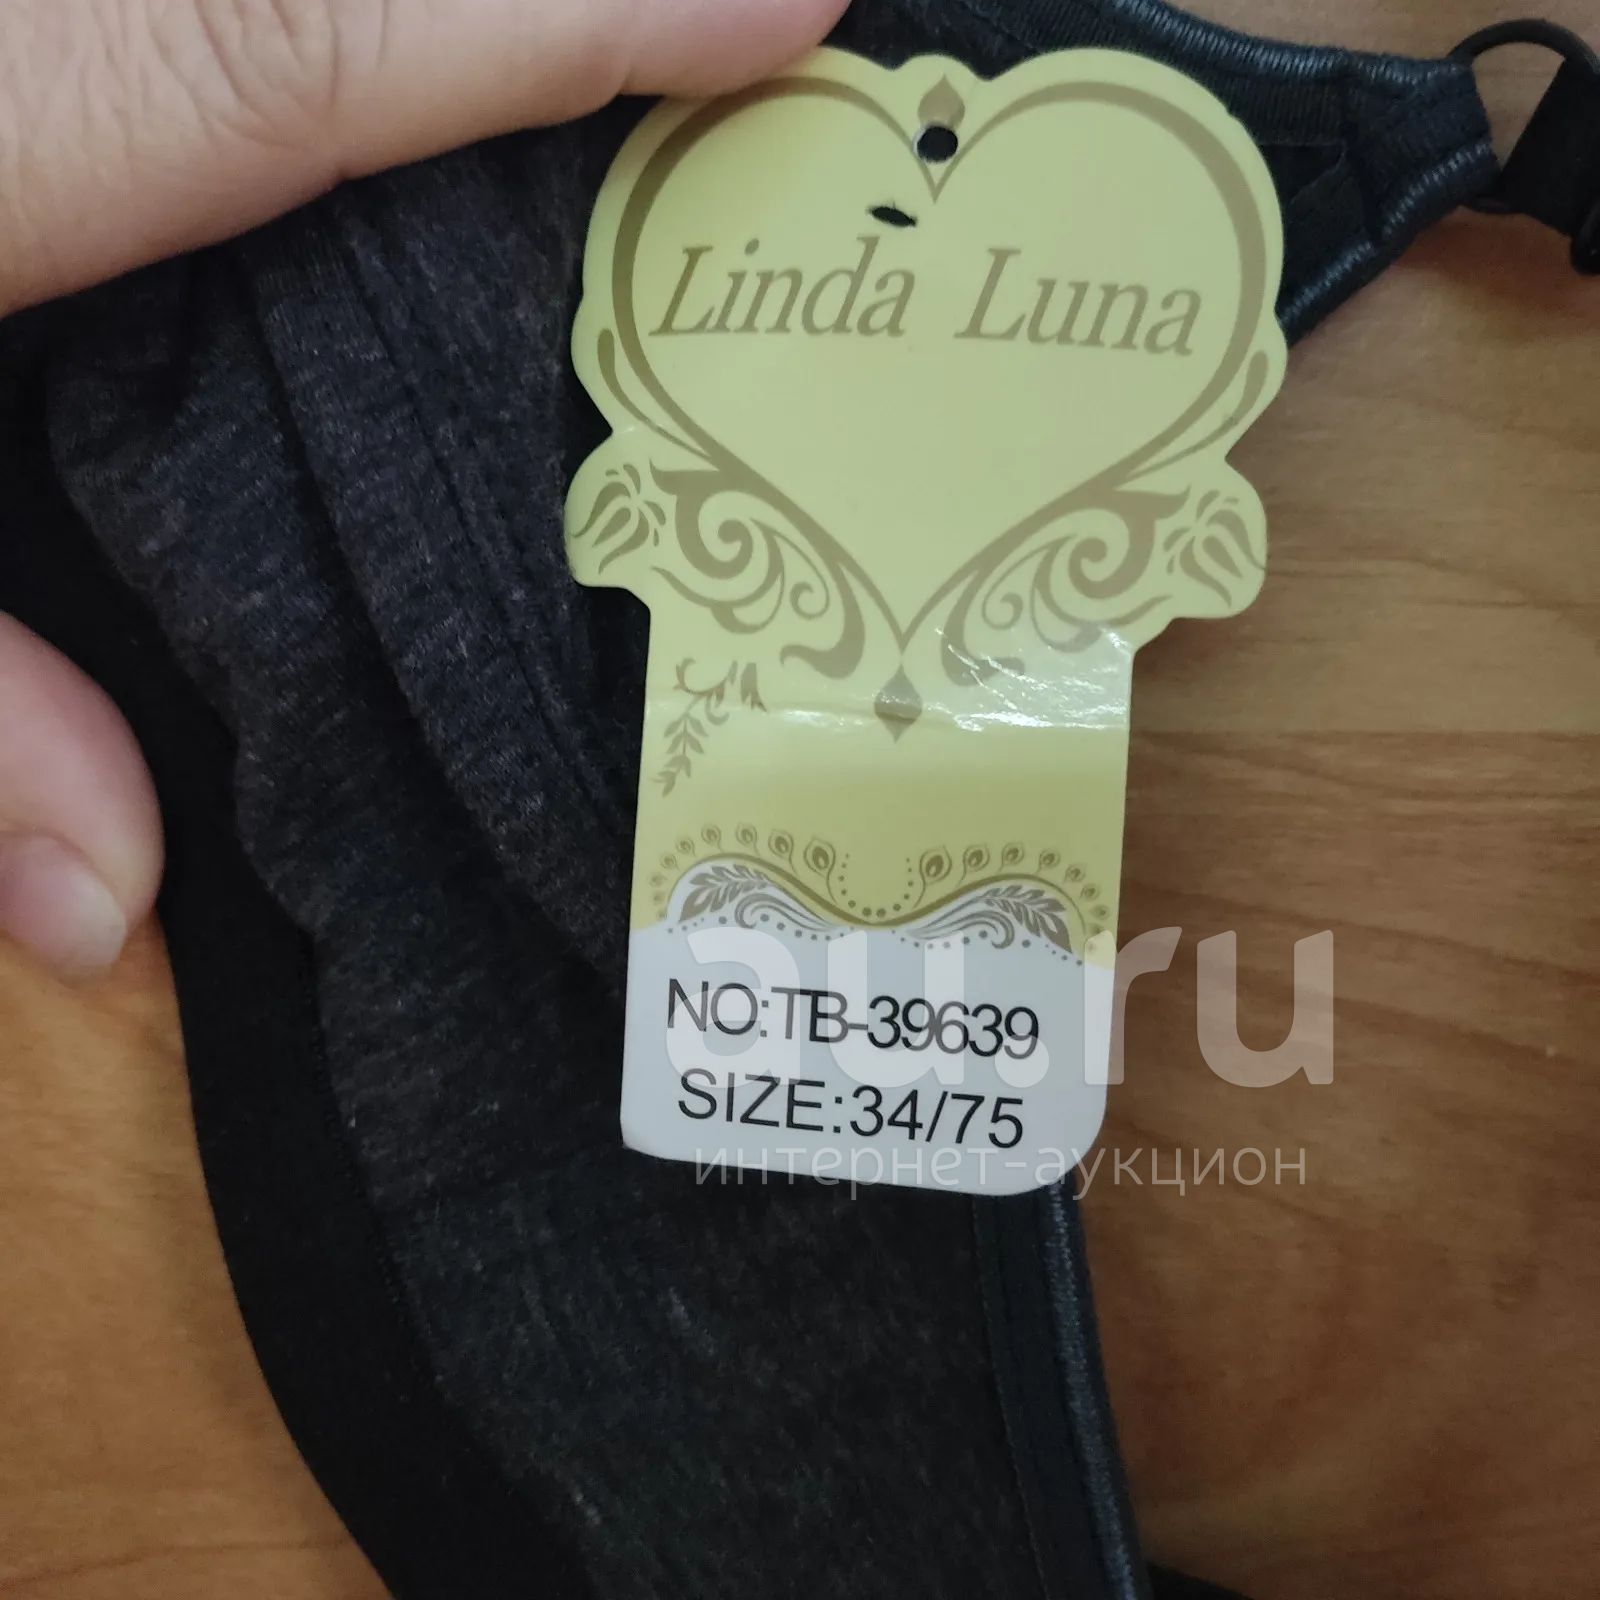 Linda Luna
au.ru
NO:TB-39639
SIZE:34/75
интернет-аукцион